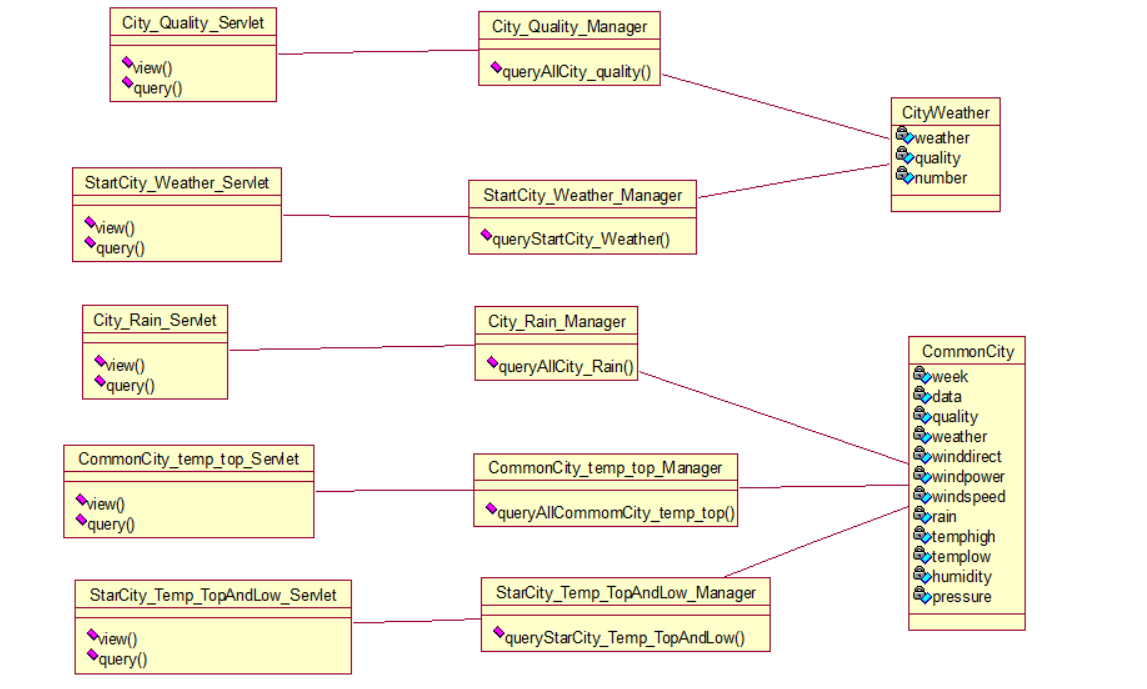 City_Quality_Servlet
view()
query()
City_Quality_Manager
queryAllCity_quality()
CityWeather
weather
quality
number
StartCity_Weather_Servlet
view()
query()
StartCity_Weather_Manager
queryStartCity_Weather()
City_Rain_Servlet
view()
query()
City_Rain_Manager
queryAllCity_Rain()
CommonCity
week
data
quality
weather
winddirect
windpower
windspeed
rain
temphigh
templow
humidity
pressure
CommonCity_temp_top_Servlet
view()
query()
CommonCity_temp_top_Manager
queryAllCommomCity_temp_top()
StarCity_Temp_TopAndLow_Servlet
view()
query()
StarCity_Temp_TopAndLow_Manager
queryStarCity_Temp_TopAndLow()